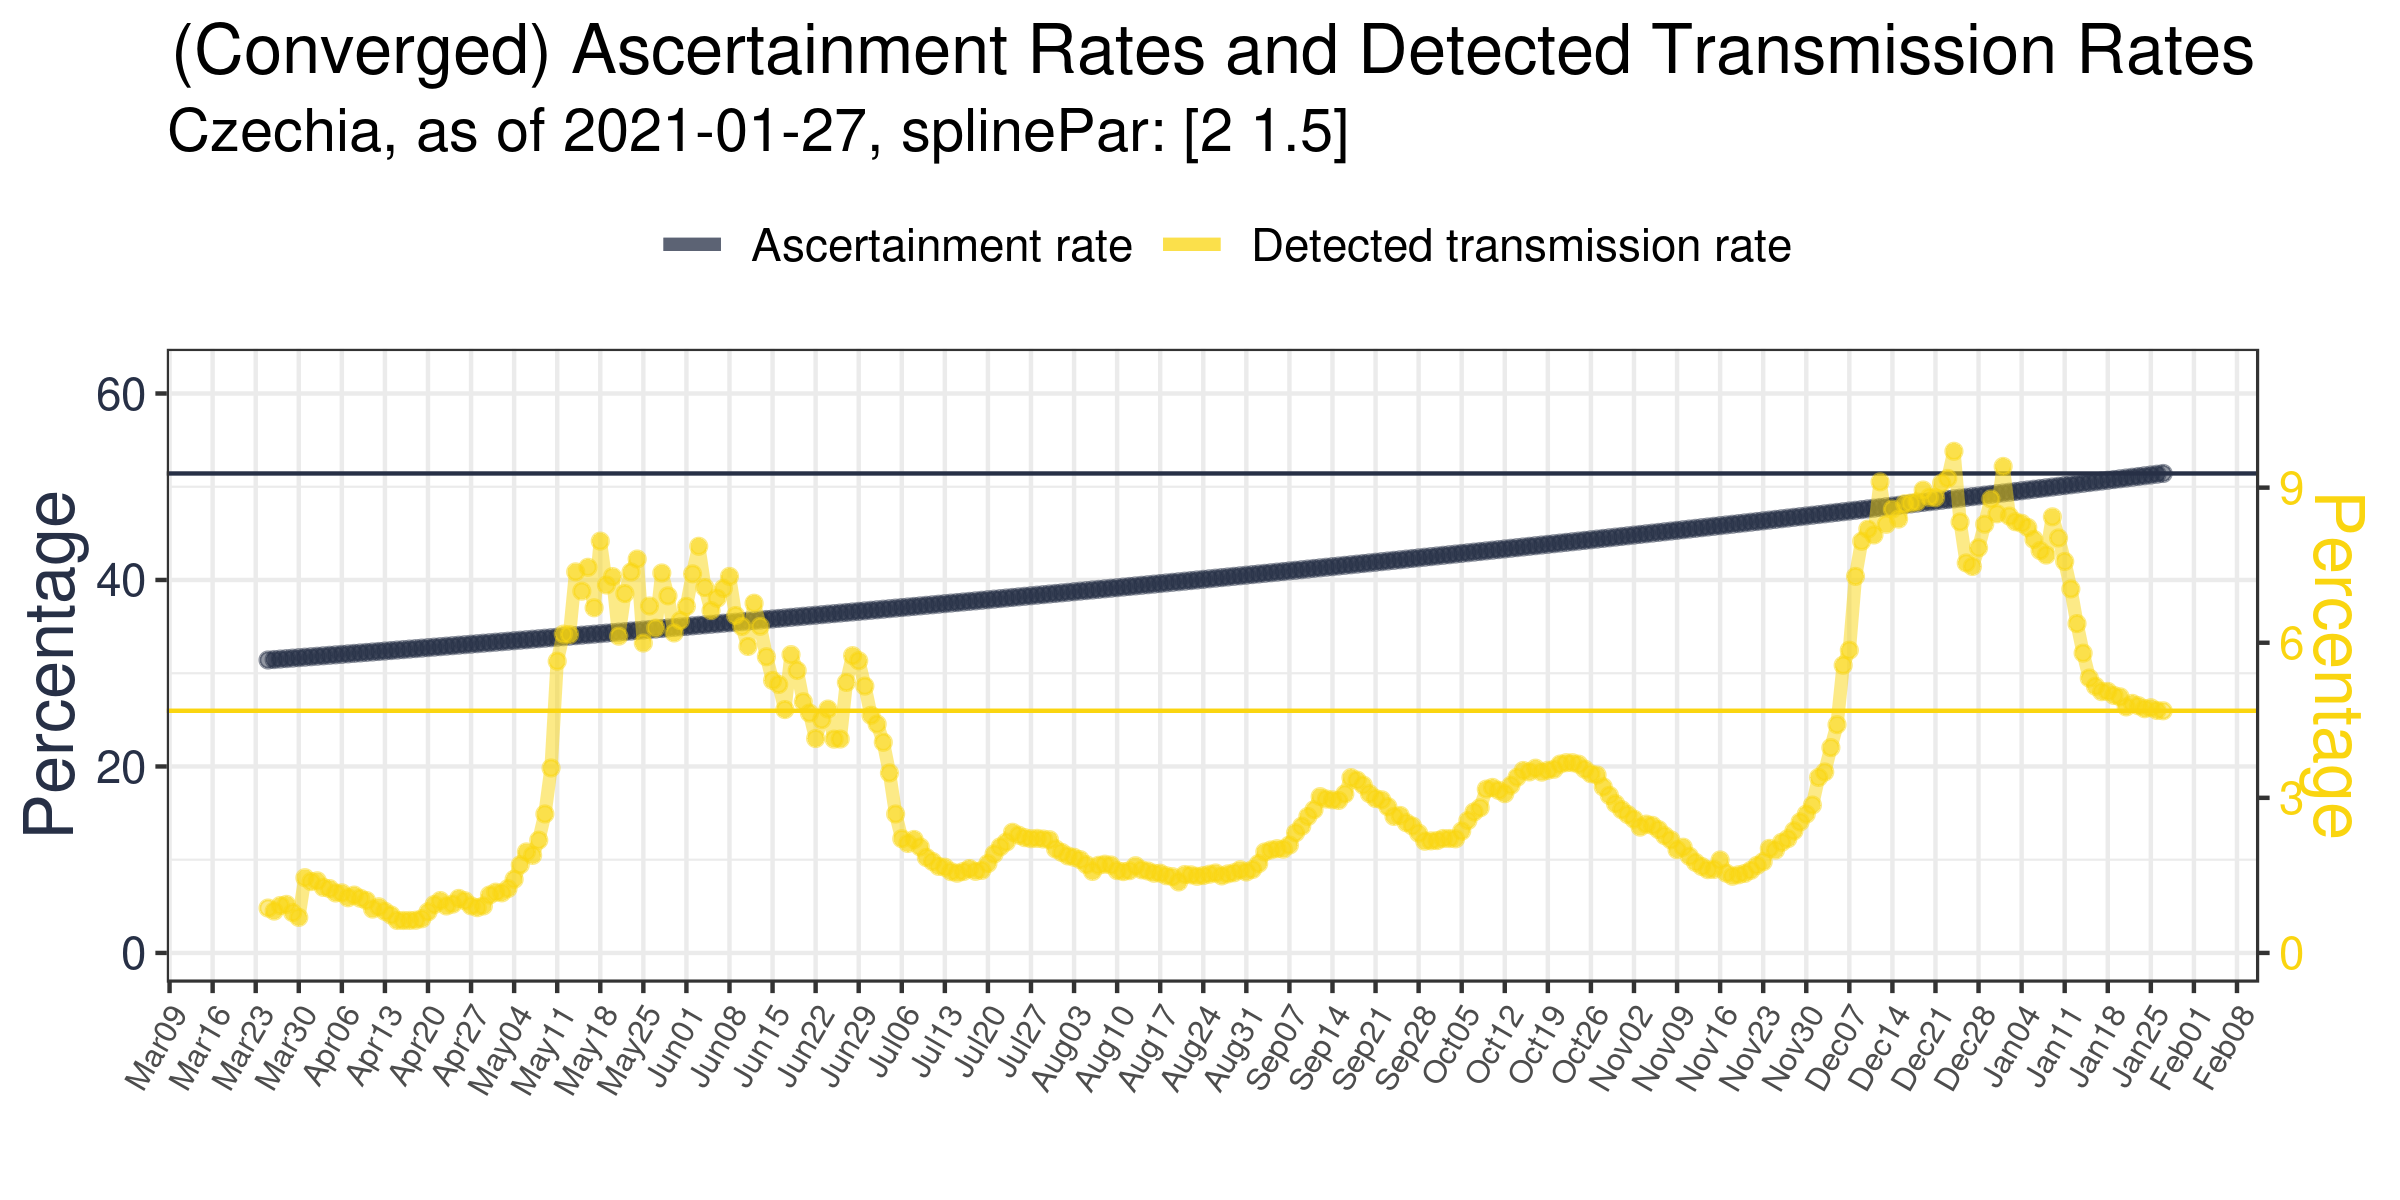 (Converged) Ascertainment Rates and Detected Transmission Rates
Czechia, as of 2021-01-27, splinePar: [2 1.5]
Ascertainment rate Detected transmission rate
Percentage
60
40
20
0
9
6
3
0
Percentage
Mar09 Mar16 Mar23 Mar30 Apr06 Apr13 Apr20 Apr27 May04 May11 May18 May25 Jun01 Jun08 Jun15 Jun22 Jun29 Jul06 Jul13 Jul20 Jul27 Aug03 Aug10 Aug17 Aug24 Aug31 Sep07 Sep14 Sep21 Sep28 Oct05 Oct12 Oct19 Oct26 Nov02 Nov09 Nov16 Nov23 Nov30 Dec07 Dec14 Dec21 Dec28 Jan04 Jan11 Jan18 Jan25 Feb01 Feb08